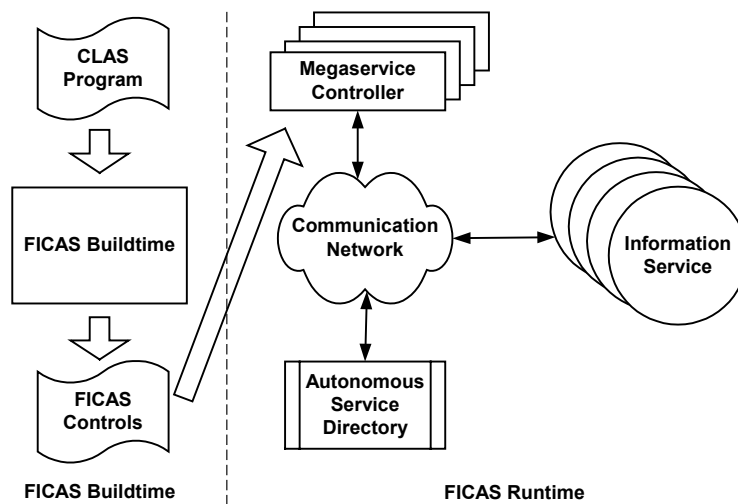 CLAS
Program
FICAS Buildtime
FICAS
Controls
FICAS Buildtime
Megaservice
Controller
Communication
Network
Information
Service
Autonomous
Service
Directory
FICAS Runtime